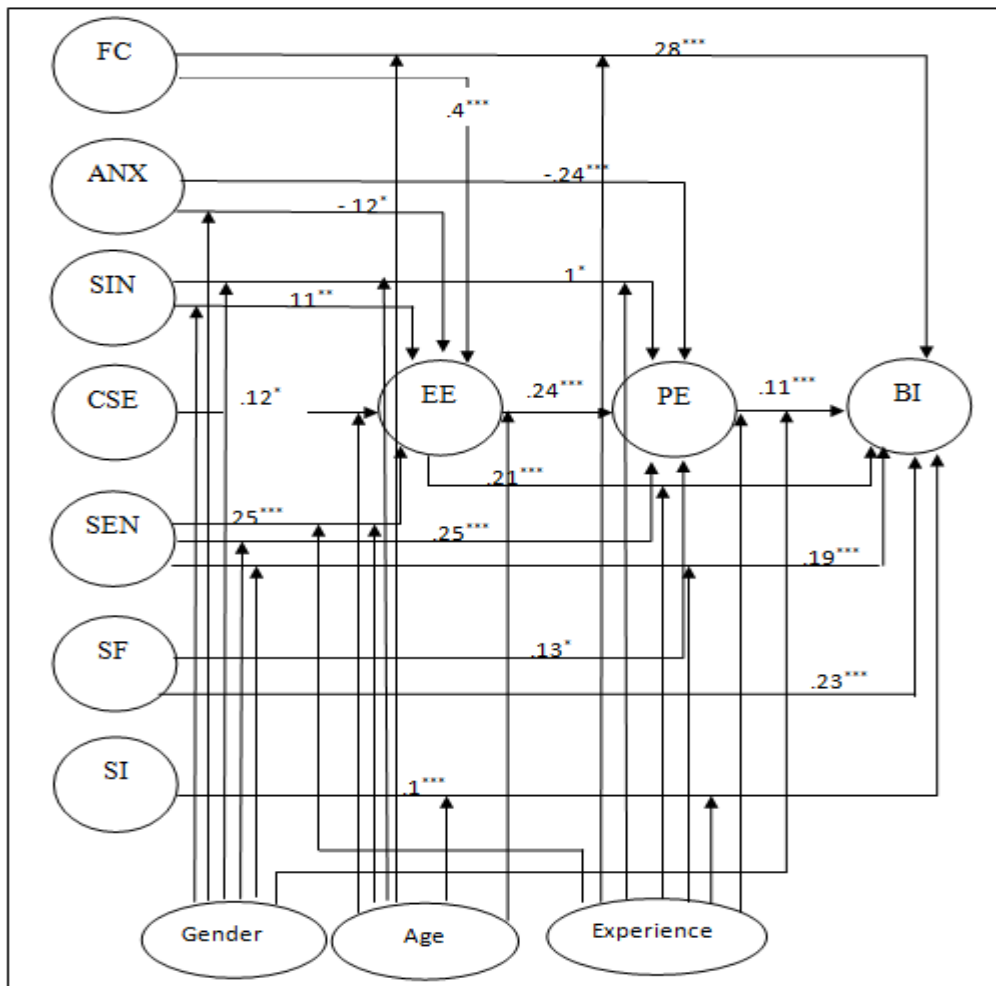 FC
28***
.4***
ANX
-.24***
- 12*
SIN
1*
11**
CSE
.12*
EE
.24***
PE
.11***
BI
.21***
SEN
25***
.25***
.19***
SF
.13*
.23***
SI
.1***
Gender
Age
Experience